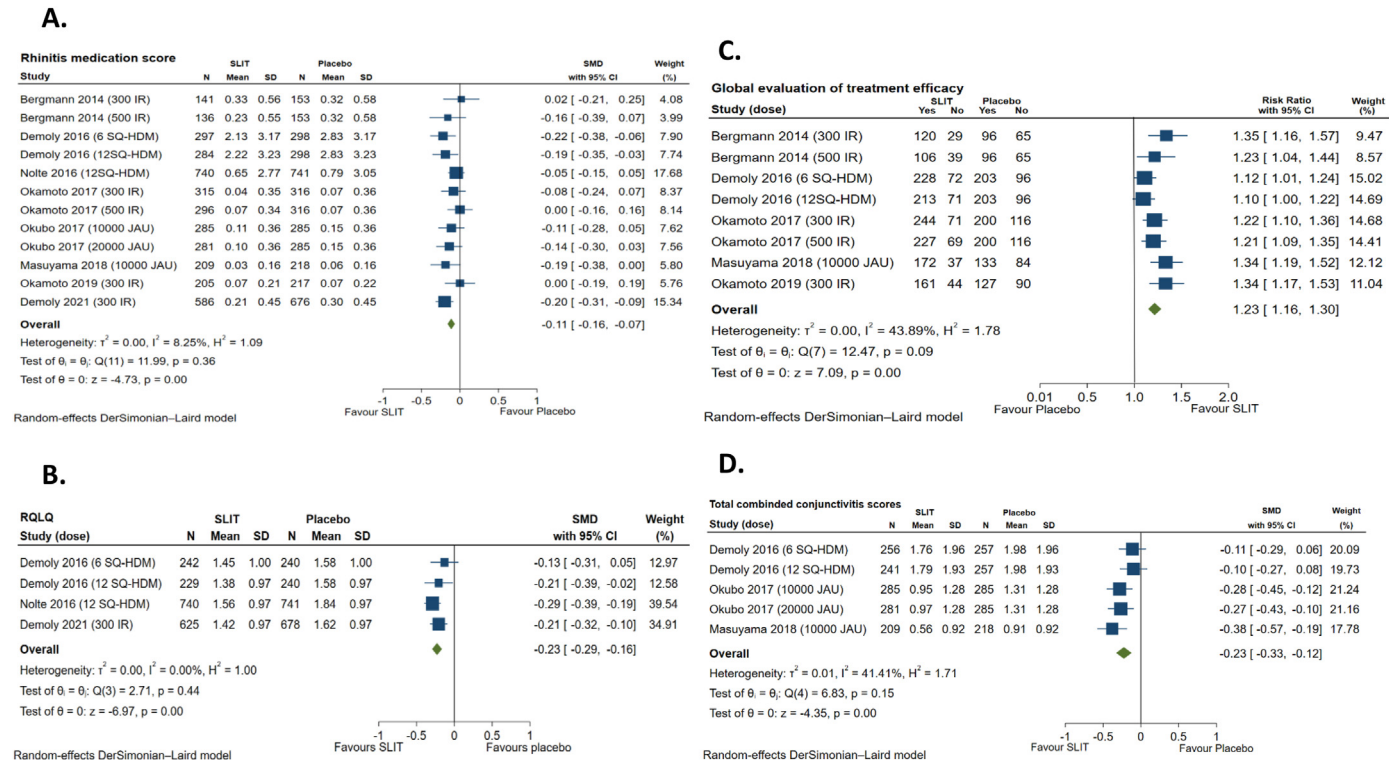 A.
Rhinitis medication score
SLIT Placebo SMD Weight
Study N Mean SD N Mean SD with 95% CI (%)
Bergmann 2014 (300 IR) 141 0.33 0.56 153 0.32 0.58 0.02 [ -0.21, 0.25] 4.08
Bergmann 2014 (500 IR) 136 0.23 0.55 153 0.32 0.58 -0.16 [ -0.39, 0.07] 3.99
Demoly 2016 (6 SQ-HDM) 297 2.13 3.17 298 2.83 3.17 -0.22 [ -0.38, -0.06] 7.90
Demoly 2016 (12SQ-HDM) 284 2.22 3.23 298 2.83 3.23 -0.19 [ -0.35, -0.03] 7.74
Nolte 2016 (12SQ-HDM) 740 0.65 2.77 741 0.79 3.05 -0.05 [ -0.15, 0.05] 17.68
Okamoto 2017 (300 IR) 315 0.04 0.35 316 0.07 0.36 -0.08 [ -0.24, 0.07] 8.37
Okamoto 2017 (500 IR) 296 0.07 0.34 316 0.07 0.36 0.00 [ -0.16, 0.16] 8.14
Okubo 2017 (10000 JAU) 285 0.11 0.36 285 0.15 0.36 -0.11 [ -0.28, 0.05] 7.62
Okubo 2017 (20000 JAU) 281 0.10 0.36 285 0.15 0.36 -0.14 [ -0.30, 0.03] 7.56
Masuyama 2018 (10000 JAU) 209 0.03 0.16 218 0.06 0.16 -0.19 [ -0.38, 0.00] 5.80
Okamoto 2019 (300 IR) 205 0.07 0.21 217 0.07 0.22 0.00 [ -0.19, 0.19] 5.76
Demoly 2021 (300 IR) 586 0.21 0.45 676 0.30 0.45 -0.20 [ -0.31, -0.09] 15.34
Overall -0.11 [ -0.16, -0.07]
Heterogeneity: τ² = 0.00, I² = 8.25%, H² = 1.09
Test of θᵢ = θⱼ: Q(11) = 11.99, p = 0.36
Test of θ = 0: z = -4.73, p = 0.00
-1 -0.5 0 0.5 1
Favour SLIT Favour Placebo
Random-effects DerSimonian–Laird model
B.
RQLQ SLIT Placebo SMD Weight
Study (dose) N Mean SD N Mean SD with 95% CI (%)
Demoly 2016 (6 SQ-HDM) 242 1.45 1.00 240 1.58 1.00 -0.13 [ -0.31, 0.05] 12.97
Demoly 2016 (12 SQ-HDM) 229 1.38 0.97 240 1.58 0.97 -0.21 [ -0.39, -0.02] 12.58
Nolte 2016 (12 SQ-HDM) 740 1.56 0.97 741 1.84 0.97 -0.29 [ -0.39, -0.19] 39.54
Demoly 2021 (300 IR) 625 1.42 0.97 678 1.62 0.97 -0.21 [ -0.32, -0.10] 34.91
Overall -0.23 [ -0.29, -0.16]
Heterogeneity: τ² = 0.00, I² = 0.00%, H² = 1.00
Test of θᵢ = θⱼ: Q(3) = 2.71, p = 0.44
Test of θ = 0: z = -6.97, p = 0.00
-1 -0.5 0 0.5 1
Favours SLIT Favours placebo
Random-effects DerSimonian–Laird model
C.
Global evaluation of treatment efficacy
SLIT Placebo Risk Ratio Weight
Study (dose) Yes No Yes No with 95% CI (%)
Bergmann 2014 (300 IR) 120 29 96 65 1.35 [ 1.16, 1.57] 9.47
Bergmann 2014 (500 IR) 106 39 96 65 1.23 [ 1.04, 1.44] 8.57
Demoly 2016 (6 SQ-HDM) 228 72 203 96 1.12 [ 1.01, 1.24] 15.02
Demoly 2016 (12SQ-HDM) 213 71 203 96 1.10 [ 1.00, 1.22] 14.69
Okamoto 2017 (300 IR) 244 71 200 116 1.22 [ 1.10, 1.36] 14.68
Okamoto 2017 (500 IR) 227 69 200 116 1.21 [ 1.09, 1.35] 14.41
Masuyama 2018 (10000 JAU) 172 37 133 84 1.34 [ 1.19, 1.52] 12.12
Okamoto 2019 (300 IR) 161 44 127 90 1.34 [ 1.17, 1.53] 11.04
Overall 1.23 [ 1.16, 1.30]
Heterogeneity: τ² = 0.00, I² = 43.89%, H² = 1.78
Test of θᵢ = θⱼ: Q(7) = 12.47, p = 0.09
Test of θ = 0: z = 7.09, p = 0.00
0.01 0.5 1.0 1.5 2.0
Favour Placebo Favour SLIT
Random-effects DerSimonian–Laird model
D.
Total combinded conjunctivitis scores
SLIT Placebo SMD Weight
Study (dose) N Mean SD N Mean SD with 95% CI (%)
Demoly 2016 (6 SQ-HDM) 256 1.76 1.96 257 1.98 1.96 -0.11 [ -0.29, 0.06] 20.09
Demoly 2016 (12 SQ-HDM) 241 1.79 1.93 257 1.98 1.93 -0.10 [ -0.27, 0.08] 19.73
Okubo 2017 (10000 JAU) 285 0.95 1.28 285 1.31 1.28 -0.28 [ -0.45, -0.12] 21.24
Okubo 2017 (20000 JAU) 281 0.97 1.28 285 1.31 1.28 -0.27 [ -0.43, -0.10] 21.16
Masuyama 2018 (10000 JAU) 209 0.56 0.92 218 0.91 0.92 -0.38 [ -0.57, -0.19] 17.78
Overall -0.23 [ -0.33, -0.12]
Heterogeneity: τ² = 0.01, I² = 41.41%, H² = 1.71
Test of θᵢ = θⱼ: Q(4) = 6.83, p = 0.15
Test of θ = 0: z = -4.35, p = 0.00
-1 -0.5 0 0.5 1
Favour SLIT Favour Placebo
Random-effects DerSimonian–Laird model